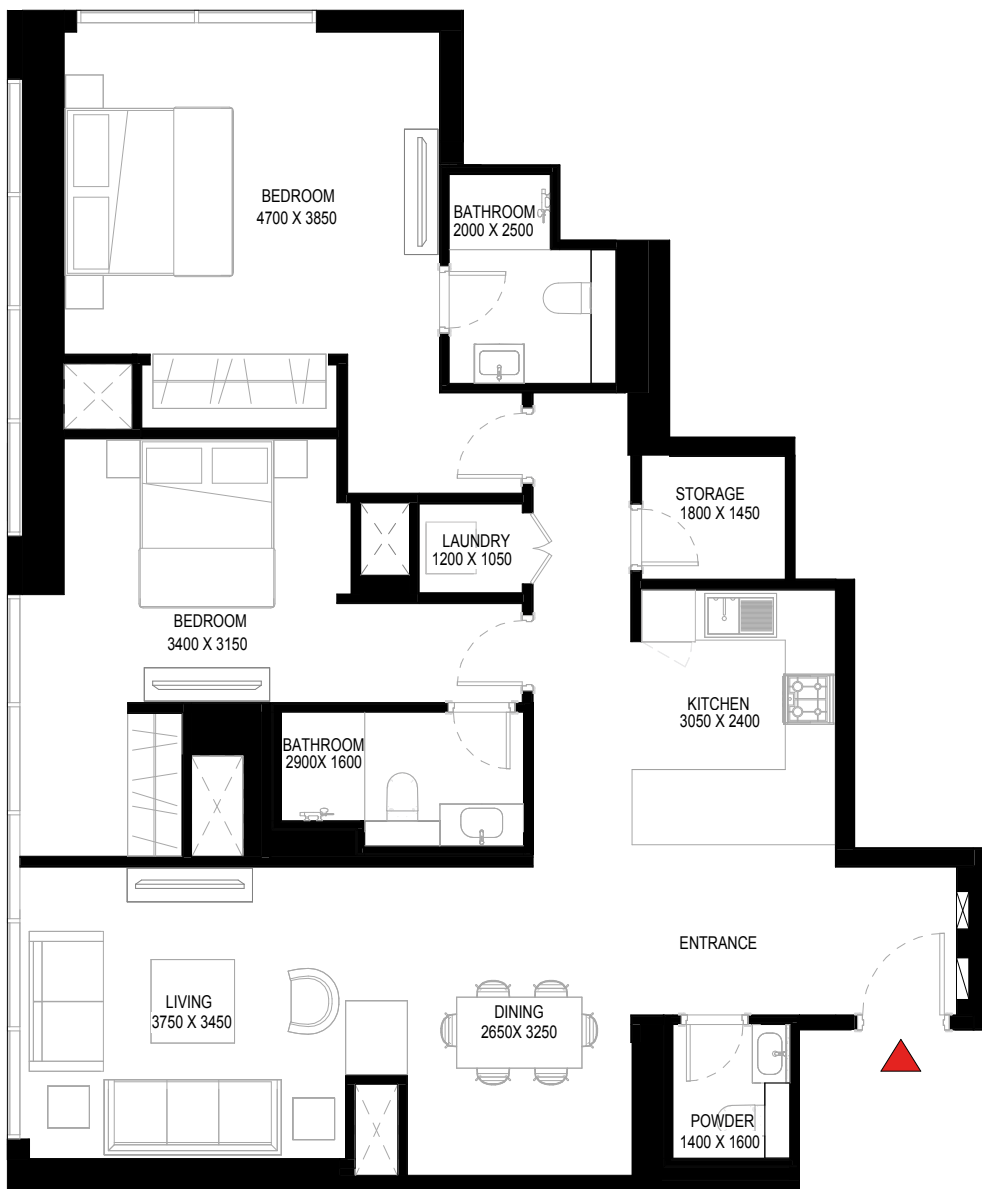 BEDROOM
4700 X 3850
BATHROOM
2000 X 2500
STORAGE
1800 X 1450
LAUNDRY
1200 X 1050
BEDROOM
3400 X 3150
KITCHEN
3050 X 2400
BATHROOM
2900X 1600
ENTRANCE
LIVING
3750 X 3450
DINING
2650X 3250
POWDER
1400 X 1600